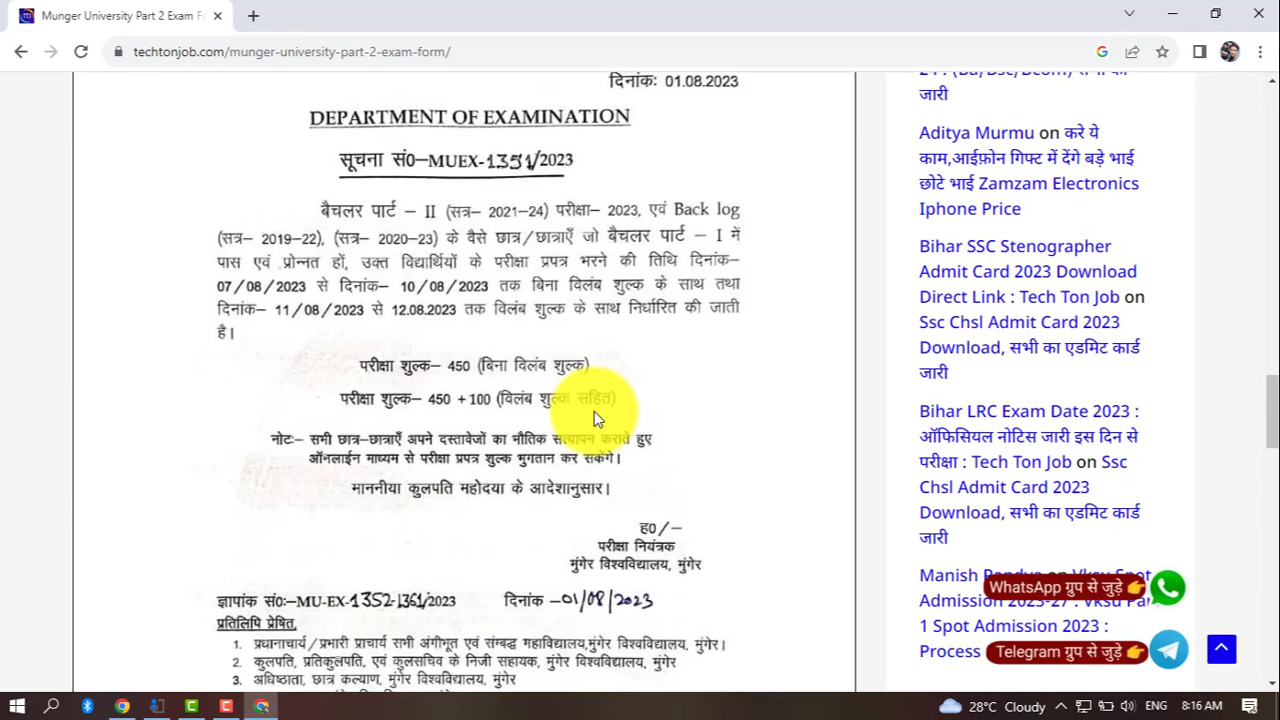 Munger University Part 2 Exam F
techtonjob.com/munger-university-part-2-exam-form/
दिनांकः 01.08.2023
DEPARTMENT OF EXAMINATION
सूचना सं0–MUEX-1351/2023
बैचलर पार्ट – II (सत्र– 2021-24) परीक्षा– 2023, एवं Back log
(सत्र– 2019-22), (सत्र– 2020-23) के वैसे छात्र/छात्राएँ जो बैचलर पार्ट – I में
पास एवं प्रोन्नत हों, उक्त विद्यार्थियों के परीक्षा प्रपत्र भरने की तिथि दिनांक–
07/08/2023 से दिनांक– 10/08/2023 तक बिना विलंब शुल्क के साथ तथा
दिनांक– 11/08/2023 से 12.08.2023 तक विलंब शुल्क के साथ निर्धारित की जाती
है।
परीक्षा शुल्क– 450 (बिना विलंब शुल्क)
परीक्षा शुल्क– 450 +100 (विलंब शुल्क सहित)
नोटः– सभी छात्र–छात्राएँ अपने दस्तावेजों का भौतिक सत्यापन कराते हुए
ऑनलाईन माध्यम से परीक्षा प्रपत्र शुल्क भुगतान कर सकेंगे।
माननीया कुलपति महोदया के आदेशानुसार।
ह0/–
परीक्षा नियंत्रक
मुंगेर विश्वविद्यालय, मुंगेर
ज्ञापांक संo:–MU-EX-1352-1361/2023 दिनांक –01/08/2023
प्रतिलिपि प्रेषित,
1. प्रधानाचार्य/प्रभारी प्राचार्य सभी अंगीभूत एवं संम्बद्ध महाविद्यालय,मुंगेर विश्वविद्यालय, मुंगेर।
2. कुलपति, प्रतिकुलपति, एवं कुलसचिव के निजी सहायक, मुंगेर विश्वविद्यालय, मुंगेर
3. अधिष्ठाता, छात्र कल्याण, मुंगेर विश्वविद्यालय, मुंगेर
जारी
Aditya Murmu on करे ये
काम,आईफ़ोन गिफ्ट में देंगे बड़े भाई
छोटे भाई Zamzam Electronics
Iphone Price
Bihar SSC Stenographer
Admit Card 2023 Download
Direct Link : Tech Ton Job on
Ssc Chsl Admit Card 2023
Download, सभी का एडमिट कार्ड
जारी
Bihar LRC Exam Date 2023 :
ऑफिसियल नोटिस जारी इस दिन से
परीक्षा : Tech Ton Job on Ssc
Chsl Admit Card 2023
Download, सभी का एडमिट कार्ड
जारी
Manish
WhatsApp ग्रुप से जुड़े
Admission 2023-27 : Vksu Par
1 Spot Admission 2023 :
Process
Telegram ग्रुप से जुड़े
28°C Cloudy ENG 8:16 AM